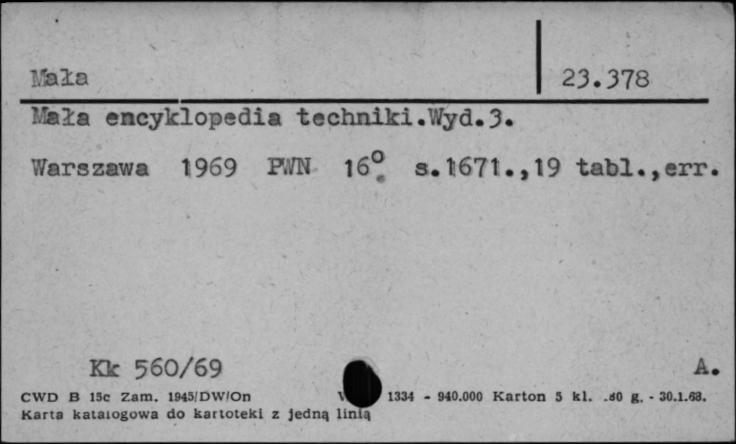 Mała 23.378
Mała encyklopedia techniki.Wyd.3.
Warszawa 1969 PWN 16° s.1671.,19 tabl.,err.
Kk 560/69 A.
CWD B 15c Zam. 1945/DW/On 1334 - 940.000 Karton 5 kl. g. - 30.1.68.
Karta katalogowa do kartoteki z jedną linią